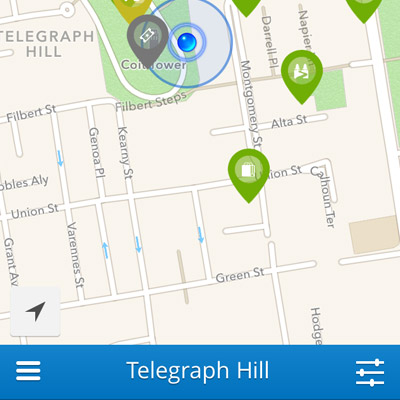 TELEGRAPH
HILL
Coit Tower
Darrell Pl
Napier
Filbert Steps
Montgomery St
Filbert St
Alta St
Genoa Pl
Kearny St
obles Aly
Union St
Calhoun Ter
Union St
Varennes St
Grant Av
Green St
Hodge
Telegraph Hill